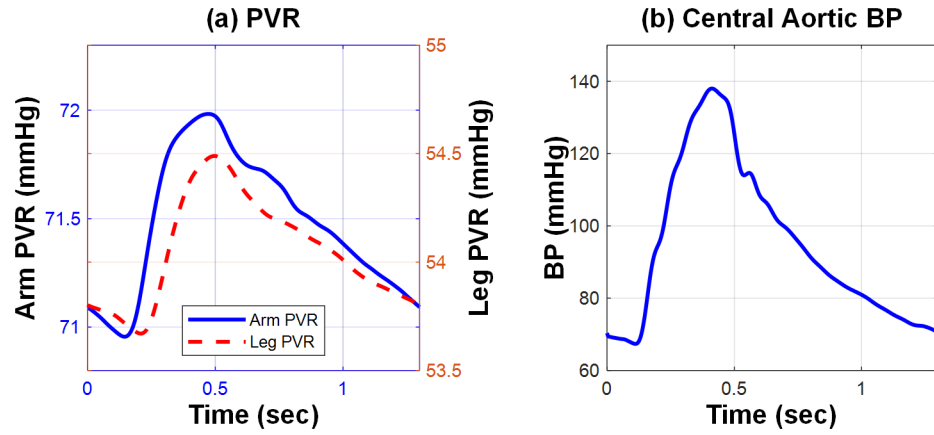 (a) PVR
Arm PVR (mmHg)
72
71.5
71
55
54.5
54
53.5
Leg PVR (mmHg)
Arm PVR
Leg PVR
0
0.5
1
Time (sec)
(b) Central Aortic BP
BP (mmHg)
140
120
100
80
60
0
0.5
1
Time (sec)